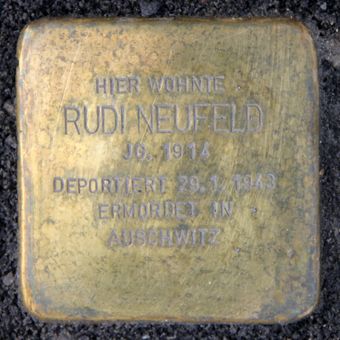 HIER WOHNTE
RUDI NEUFELD
JG. 1914
DEPORTIERT 29.1.1943
ERMORDET IN
AUSCHWITZ